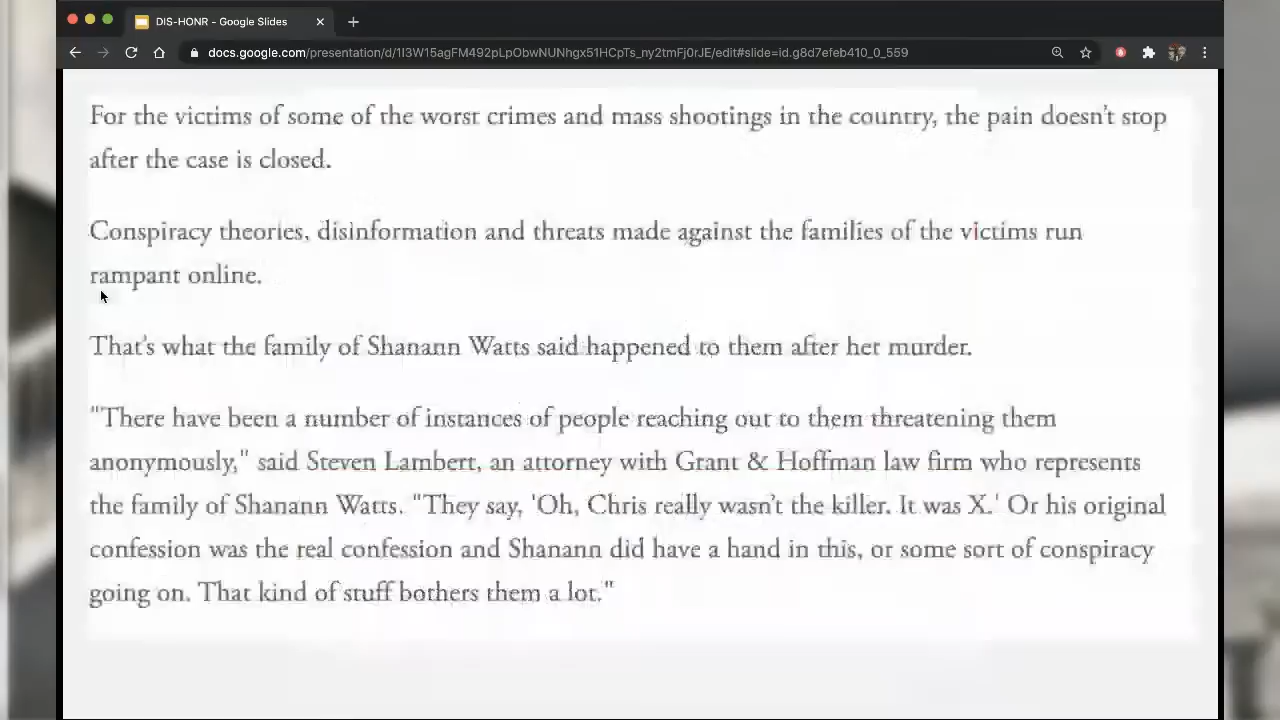 DIS-HONR - Google Slides
docs.google.com/presentation/d/1I3W15agFM492pLpObwNUNhgx51HCpTs_ny2tmFj0rJE/edit#slide=id.g8d7efeb410_0_559
For the victims of some of the worst crimes and mass shootings in the country, the pain doesn't stop
after the case is closed.
Conspiracy theories, disinformation and threats made against the families of the victims run
rampant online.
That's what the family of Shanann Watts said happened to them after her murder.
"There have been a number of instances of people reaching out to them threatening them
anonymously," said Steven Lambert, an attorney with Grant & Hoffman law firm who represents
the family of Shanann Watts. "They say, 'Oh, Chris really wasn't the killer. It was X.' Or his original
confession was the real confession and Shanann did have a hand in this, or some sort of conspiracy
going on. That kind of stuff bothers them a lot."